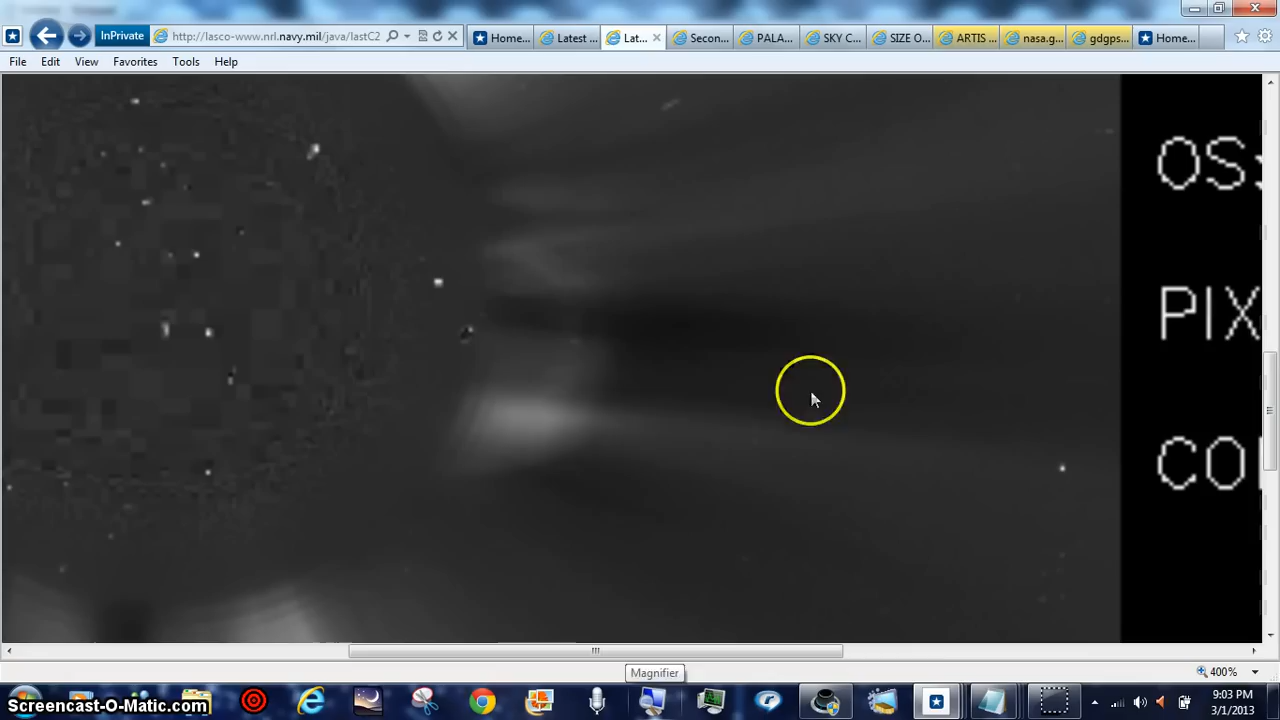 InPrivate
http://lasco-www.nrl.navy.mil/java/lastC2
Home...
Latest ...
Lat...
Secon...
PALA...
SKY C...
SIZE O...
ARTIS ...
nasa.g...
gdgps...
Home...
File Edit View Favorites Tools Help
OS
PIX
CO
Magnifier
400%
Screencast-O-Matic.com
9:03 PM
3/1/2013